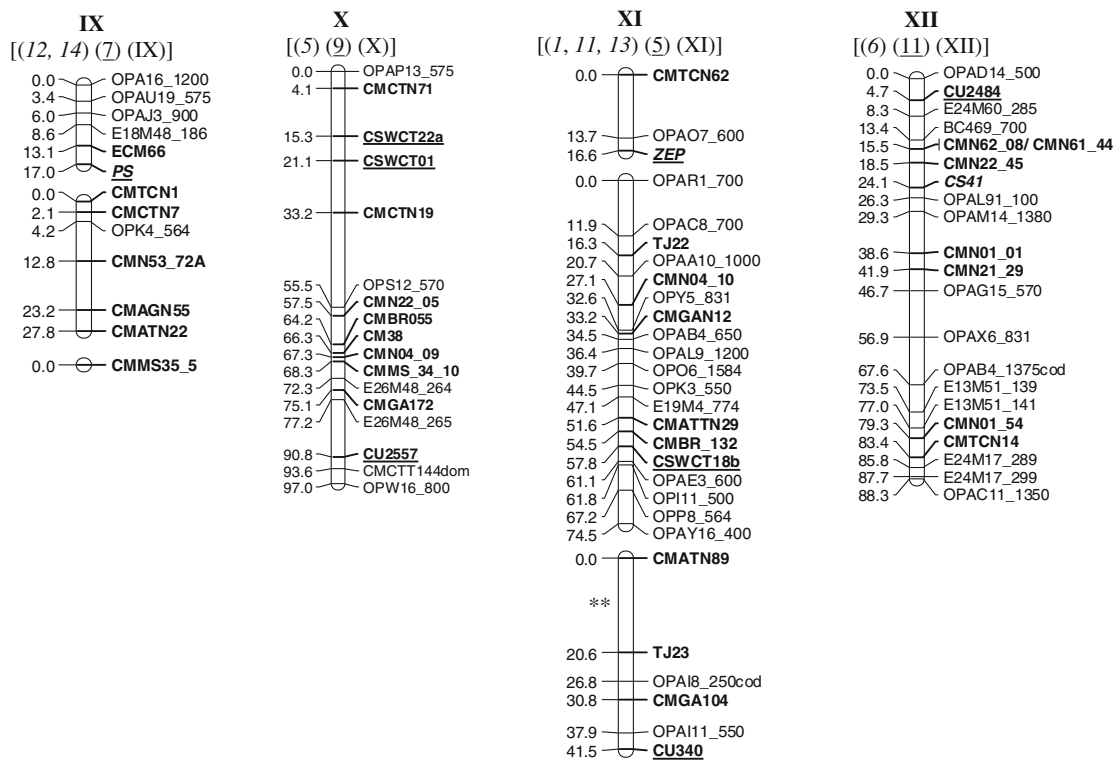 IX
[(12, 14) (7) (IX)]
0.0 OPA16_1200
3.4 OPAU19_575
6.0 OPAJ3_900
8.6 E18M48_186
13.1 ECM66
17.0 PS
0.0 CMTCN1
2.1 CMCTN7
4.2 OPK4_564
12.8 CMN53_72A
23.2 CMAGN55
27.8 CMATN22
0.0 CMMS35_5
X
[(5) (9) (X)]
0.0 OPAP13_575
4.1 CMCTN71
15.3 CSWCT22a
21.1 CSWCT01
33.2 CMCTN19
55.5 OPS12_570
57.5 CMN22_05
64.2 CMBR055
66.3 CM38
67.3 CMN04_09
68.3 CMMS_34_10
72.3 E26M48_264
75.1 CMGA172
77.2 E26M48_265
90.8 CU2557
93.6 CMCTT144dom
97.0 OPW16_800
XI
[(1, 11, 13) (5) (XI)]
0.0 CMTCN62
13.7 OPAO7_600
16.6 ZEP
0.0 OPAR1_700
11.9 OPAC8_700
16.3 TJ22
20.7 OPAA10_1000
27.1 CMN04_10
32.6 OPY5_831
33.2 CMGAN12
34.5 OPAB4_650
36.4 OPAL9_1200
39.7 OPO6_1584
44.5 OPK3_550
47.1 E19M4_774
51.6 CMATTN29
54.5 CMBR_132
57.8 CSWCT18b
61.1 OPAE3_600
61.8 OPI11_500
67.2 OPP8_564
74.5 OPAY16_400
0.0 CMATN89
**
20.6 TJ23
26.8 OPAI8_250cod
30.8 CMGA104
37.9 OPAI11_550
41.5 CU340
XII
[(6) (11) (XII)]
0.0 OPAD14_500
4.7 CU2484
8.3 E24M60_285
13.4 BC469_700
15.5 CMN62_08/ CMN61_44
18.5 CMN22_45
24.1 CS41
26.3 OPAL91_100
29.3 OPAM14_1380
38.6 CMN01_01
41.9 CMN21_29
46.7 OPAG15_570
56.9 OPAX6_831
67.6 OPAB4_1375cod
73.5 E13M51_139
77.0 E13M51_141
79.3 CMN01_54
83.4 CMTCN14
85.8 E24M17_289
87.7 E24M17_299
88.3 OPAC11_1350